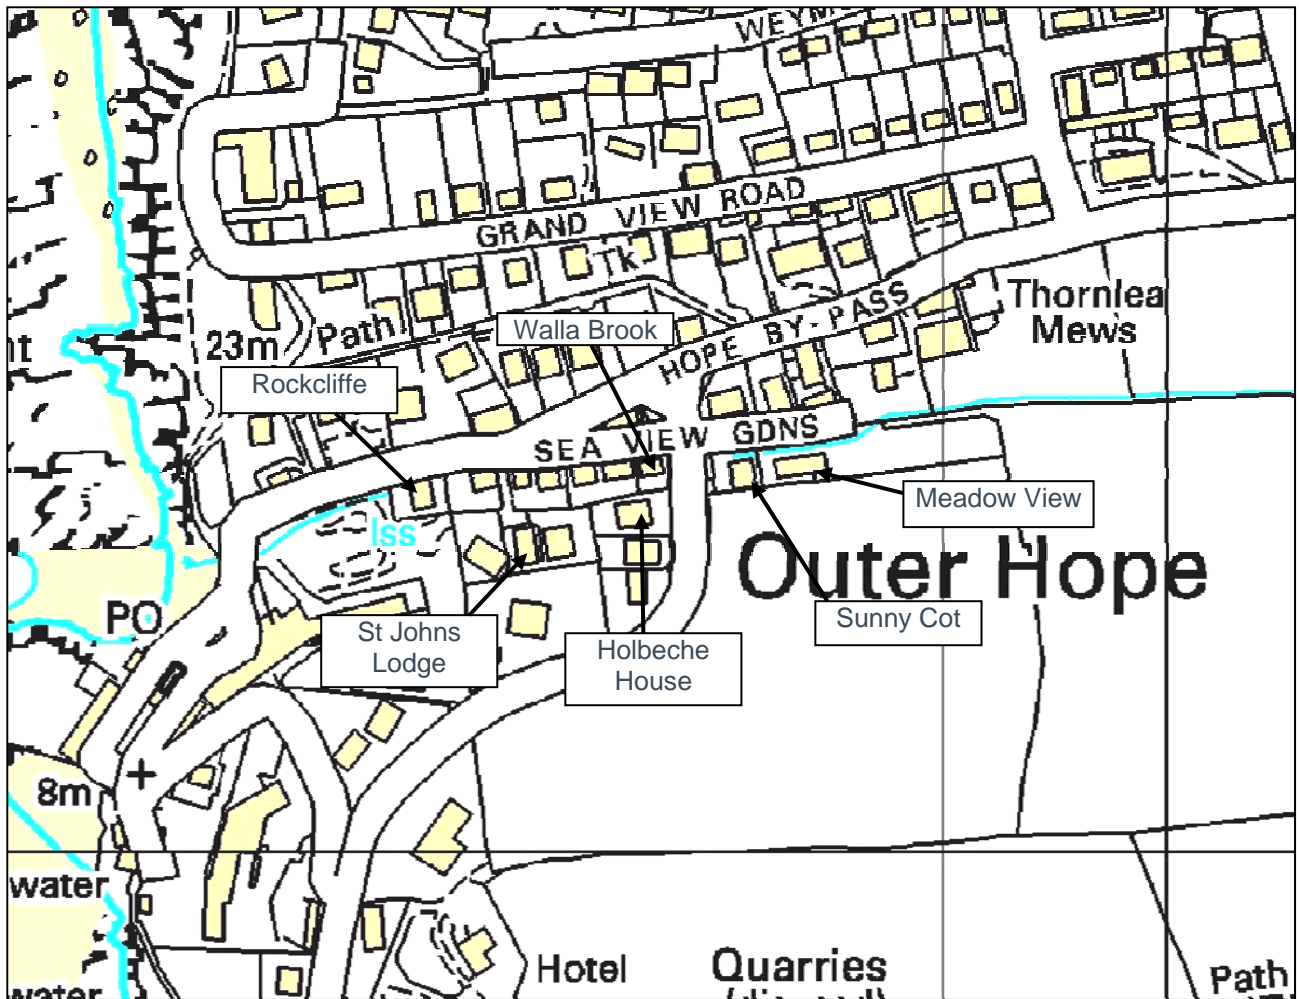 WEYM
GRAND VIEW ROAD
Tk
Thornlea
Mews
HOPE BY-PASS
Path
Walla Brook
23m
nt
Rockcliffe
SEA VIEW GDNS
Meadow View
Iss
Outer Hope
PO
Sunny Cot
St Johns
Lodge
Holbeche
House
8m
water
Hotel
Quarries
Path
water